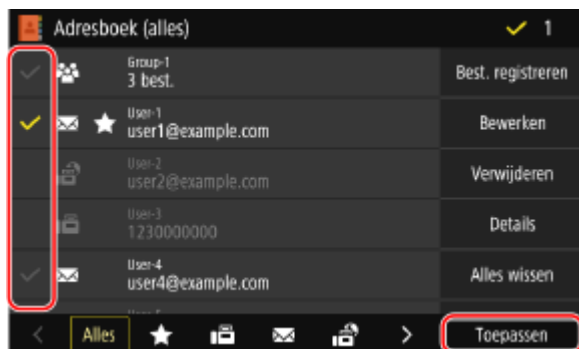 Adresboek (alles)
1
Group-1
3 best.
Best. registreren
User-1
user1@example.com
Bewerken
User-2
user2@example.com
Verwijderen
User-3
1230000000
Details
User-4
user4@example.com
Alles wissen
Alles
Toepassen